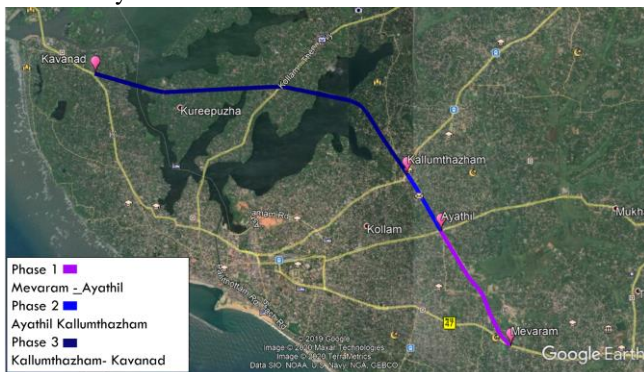 Kavanad
Kureepuzha
Kallumthazham
Ayathil
Kollam
Mevaram
47
Phase 1
Mevaram - Ayathil
Phase 2
Ayathil Kallumthazham
Phase 3
Kallumthazham- Kavanad
2019 Google
Image © 2020 Maxar Technologies
Image © 2020 TerraMetrics
Data SIO, NOAA, U.S. Navy, NGA, GEBCO
Google Earth